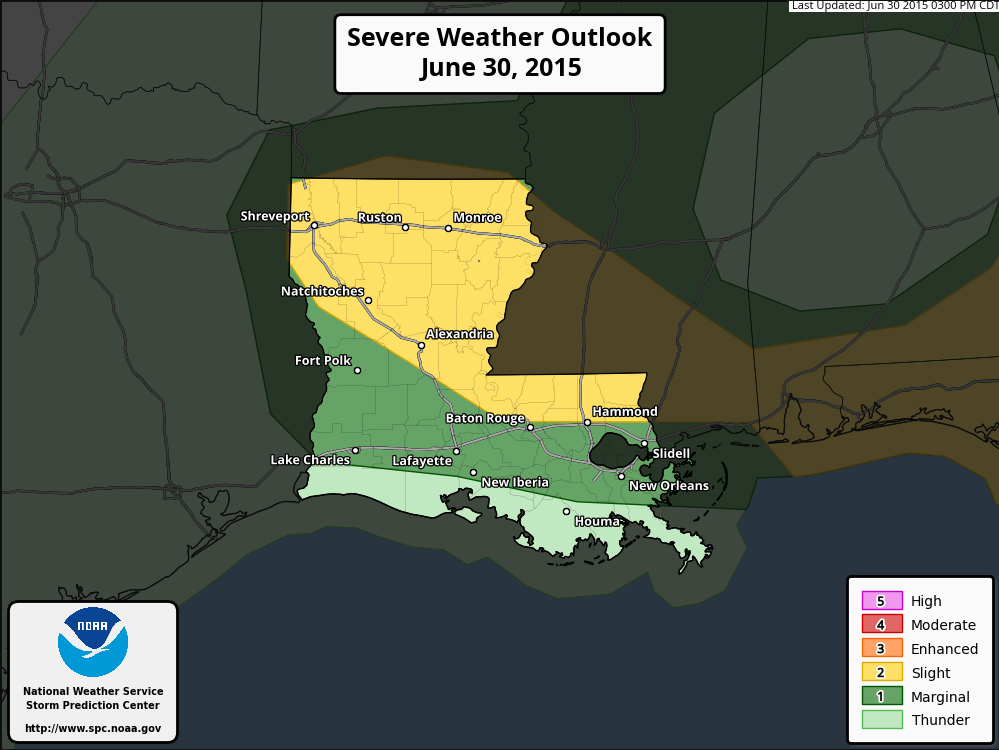 Last Updated: Jun 30 2015 0300 PM CDT
Severe Weather Outlook
June 30, 2015
Shreveport
Ruston
Monroe
Natchitoches
Alexandria
Fort Polk
Hammond
Baton Rouge
Slidell
Lake Charles
Lafayette
New Iberia
New Orleans
Houma
5 High
4 Moderate
3 Enhanced
2 Slight
1 Marginal
Thunder
NOAA
National Weather Service
Storm Prediction Center
http://www.spc.noaa.gov